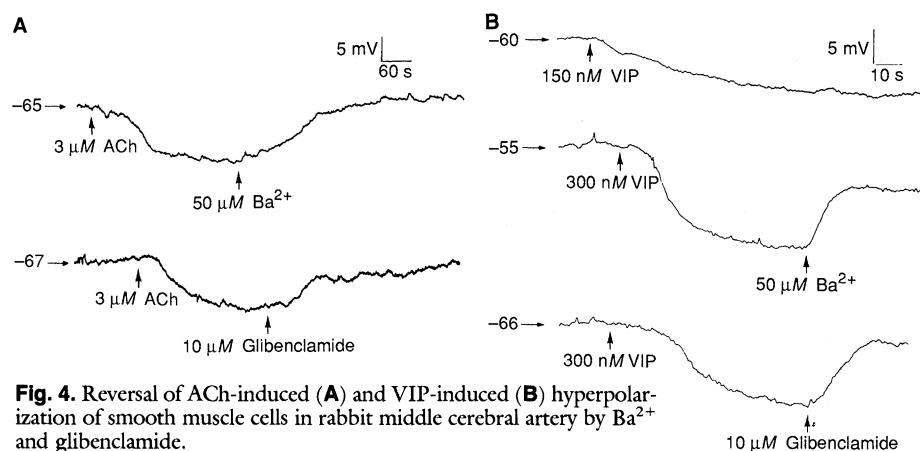 A
5 mV
60 s
–65
3 μM ACh
50 μM Ba²⁺
–67
3 μM ACh
10 μM Glibenclamide
B
–60
5 mV
10 s
150 nM VIP
–55
300 nM VIP
50 μM Ba²⁺
–66
300 nM VIP
10 μM Glibenclamide
Fig. 4. Reversal of ACh-induced (A) and VIP-induced (B) hyperpolar-
ization of smooth muscle cells in rabbit middle cerebral artery by Ba²⁺
and glibenclamide.